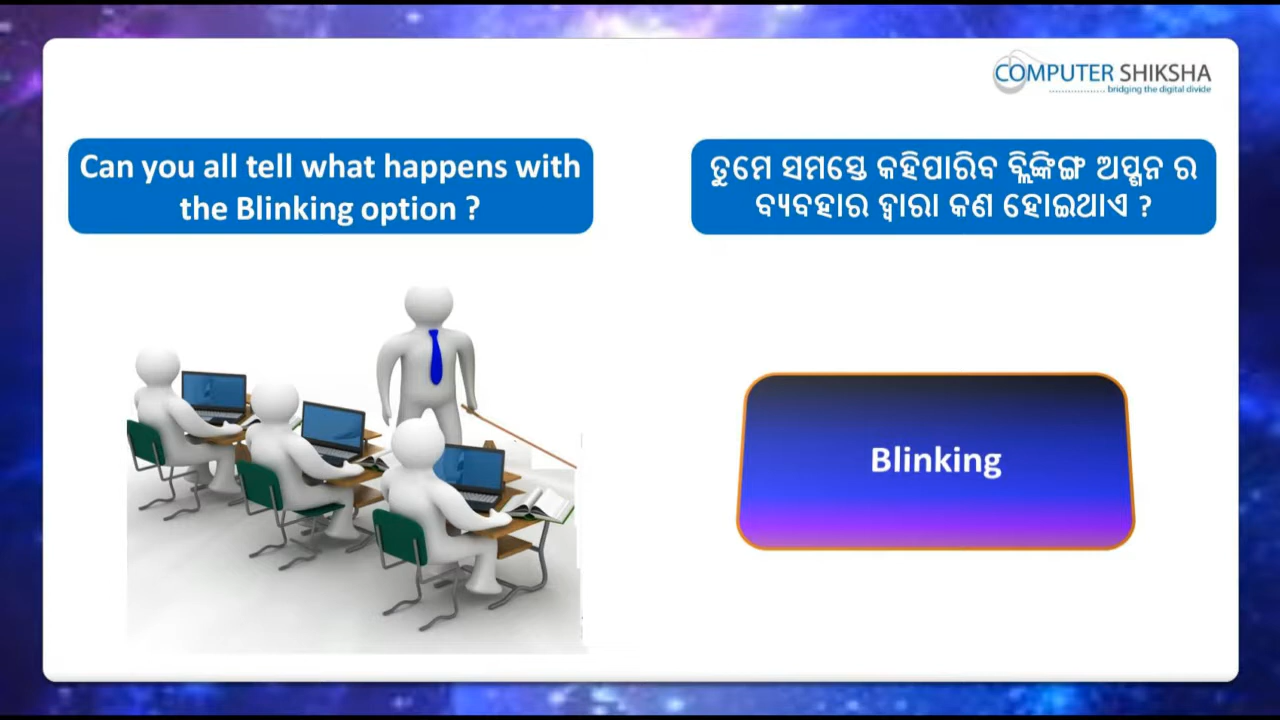 COMPUTER SHIKSHA
bridging the digital divide
Can you all tell what happens with
the Blinking option ?
ତୁମେ ସମସ୍ତେ କହିପାରିବ ବ୍ଲିଙ୍କିଙ୍ଗ ଅପ୍ସନ ର
ବ୍ୟବହାର ଦ୍ୱାରା କଣ ହୋଇଥାଏ ?
Blinking